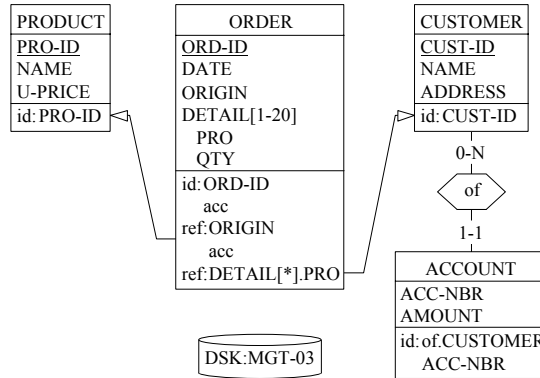 PRODUCT
PRO-ID
NAME
U-PRICE
id: PRO-ID
ORDER
ORD-ID
DATE
ORIGIN
DETAIL[1-20]
PRO
QTY
id: ORD-ID
acc
ref: ORIGIN
acc
ref: DETAIL[*].PRO
CUSTOMER
CUST-ID
NAME
ADDRESS
id: CUST-ID
0-N
of
1-1
ACCOUNT
ACC-NBR
AMOUNT
id: of.CUSTOMER
ACC-NBR
DSK:MGT-03